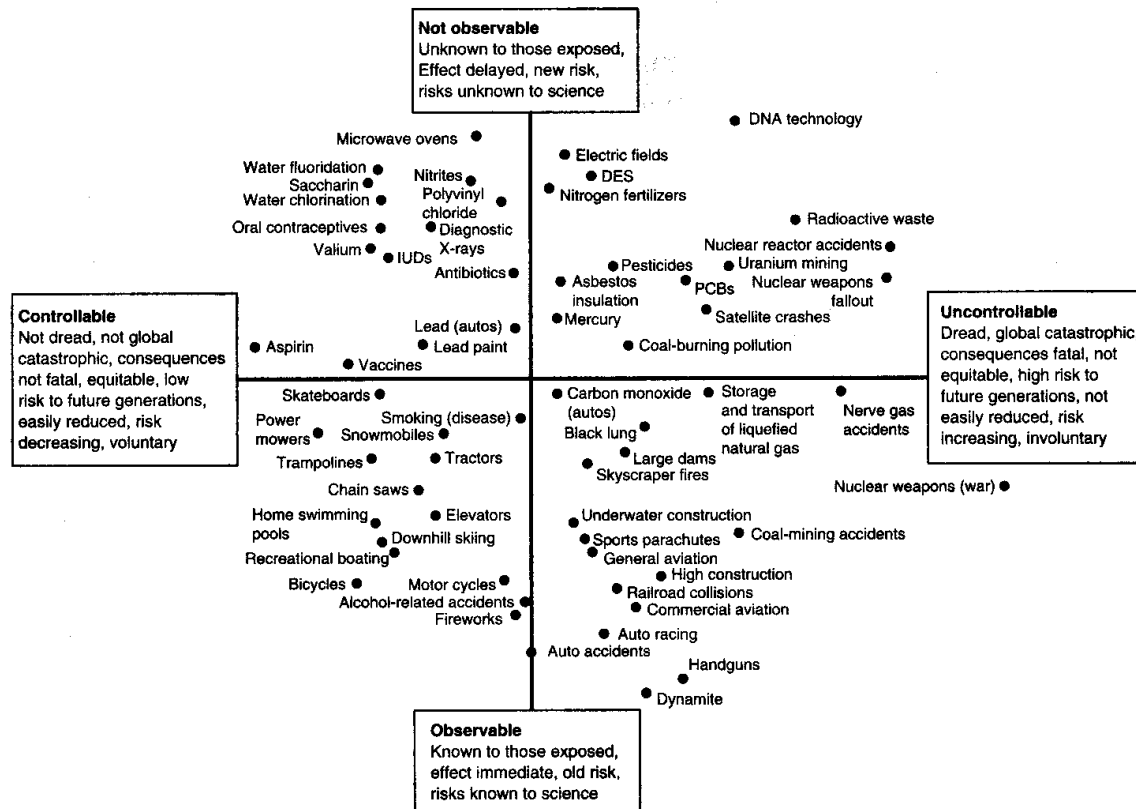 Not observable
Unknown to those exposed,
Effect delayed, new risk,
risks unknown to science
DNA technology
Microwave ovens
Electric fields
Water fluoridation
Nitrites
DES
Saccharin
Polyvinyl
chloride
Nitrogen fertilizers
Water chlorination
Radioactive waste
Oral contraceptives
Diagnostic
X-rays
Nuclear reactor accidents
Valium
IUDs
Pesticides
Uranium mining
Antibiotics
Asbestos
insulation
PCBs
Nuclear weapons
fallout
Mercury
Satellite crashes
Controllable
Not dread, not global
catastrophic, consequences
not fatal, equitable, low
risk to future generations,
easily reduced, risk
decreasing, voluntary
Uncontrollable
Dread, global catastrophic
consequences fatal, not
equitable, high risk to
future generations, not
easily reduced, risk
increasing, involuntary
Lead (autos)
Aspirin
Lead paint
Coal-burning pollution
Vaccines
Skateboards
Carbon monoxide
(autos)
Storage
and transport
of liquefied
natural gas
Nerve gas
accidents
Smoking (disease)
Power
mowers
Snowmobiles
Black lung
Trampolines
Tractors
Large dams
Skyscraper fires
Chain saws
Nuclear weapons (war)
Home swimming
pools
Elevators
Underwater construction
Downhill skiing
Sports parachutes
Coal-mining accidents
Recreational boating
General aviation
Bicycles
Motor cycles
High construction
Railroad collisions
Alcohol-related accidents
Commercial aviation
Fireworks
Auto racing
Auto accidents
Handguns
Dynamite
Observable
Known to those exposed,
effect immediate, old risk,
risks known to science